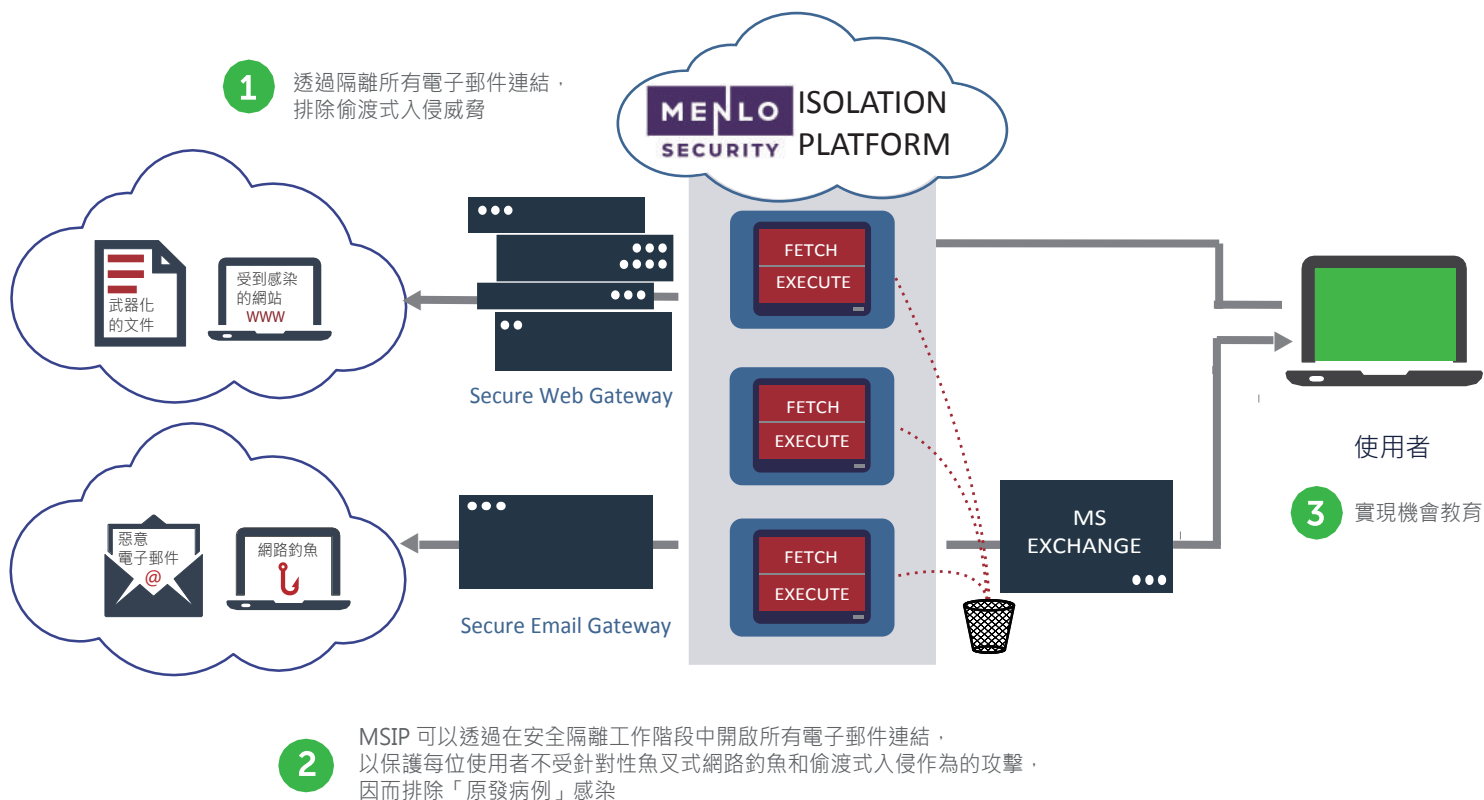 1
透過隔離所有電子郵件連結，
排除偷渡式入侵威脅
MENLO
SECURITY
ISOLATION
PLATFORM
武器化
的文件
受到感染
的網站
WWW
Secure Web Gateway
FETCH
EXECUTE
FETCH
EXECUTE
FETCH
EXECUTE
使用者
3
實現機會教育
MS
EXCHANGE
惡意
電子郵件
@
網路釣魚
Secure Email Gateway
2
MSIP 可以透過在安全隔離工作階段中開啟所有電子郵件連結，
以保護每位使用者不受針對性魚叉式網路釣魚和偷渡式入侵作為的攻擊，
因而排除「原發病例」感染